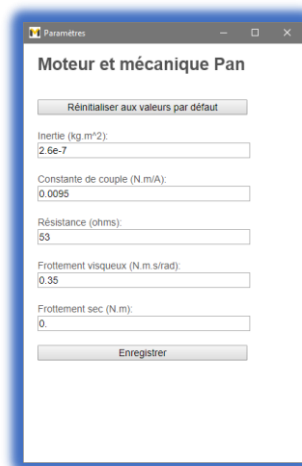 Paramètres
Moteur et mécanique Pan
Réinitialiser aux valeurs par défaut
Inertie (kg.m^2):
2.6e-7
Constante de couple (N.m/A):
0.0095
Résistance (ohms):
53
Frottement visqueux (N.m.s/rad):
0.35
Frottement sec (N.m):
0.
Enregistrer